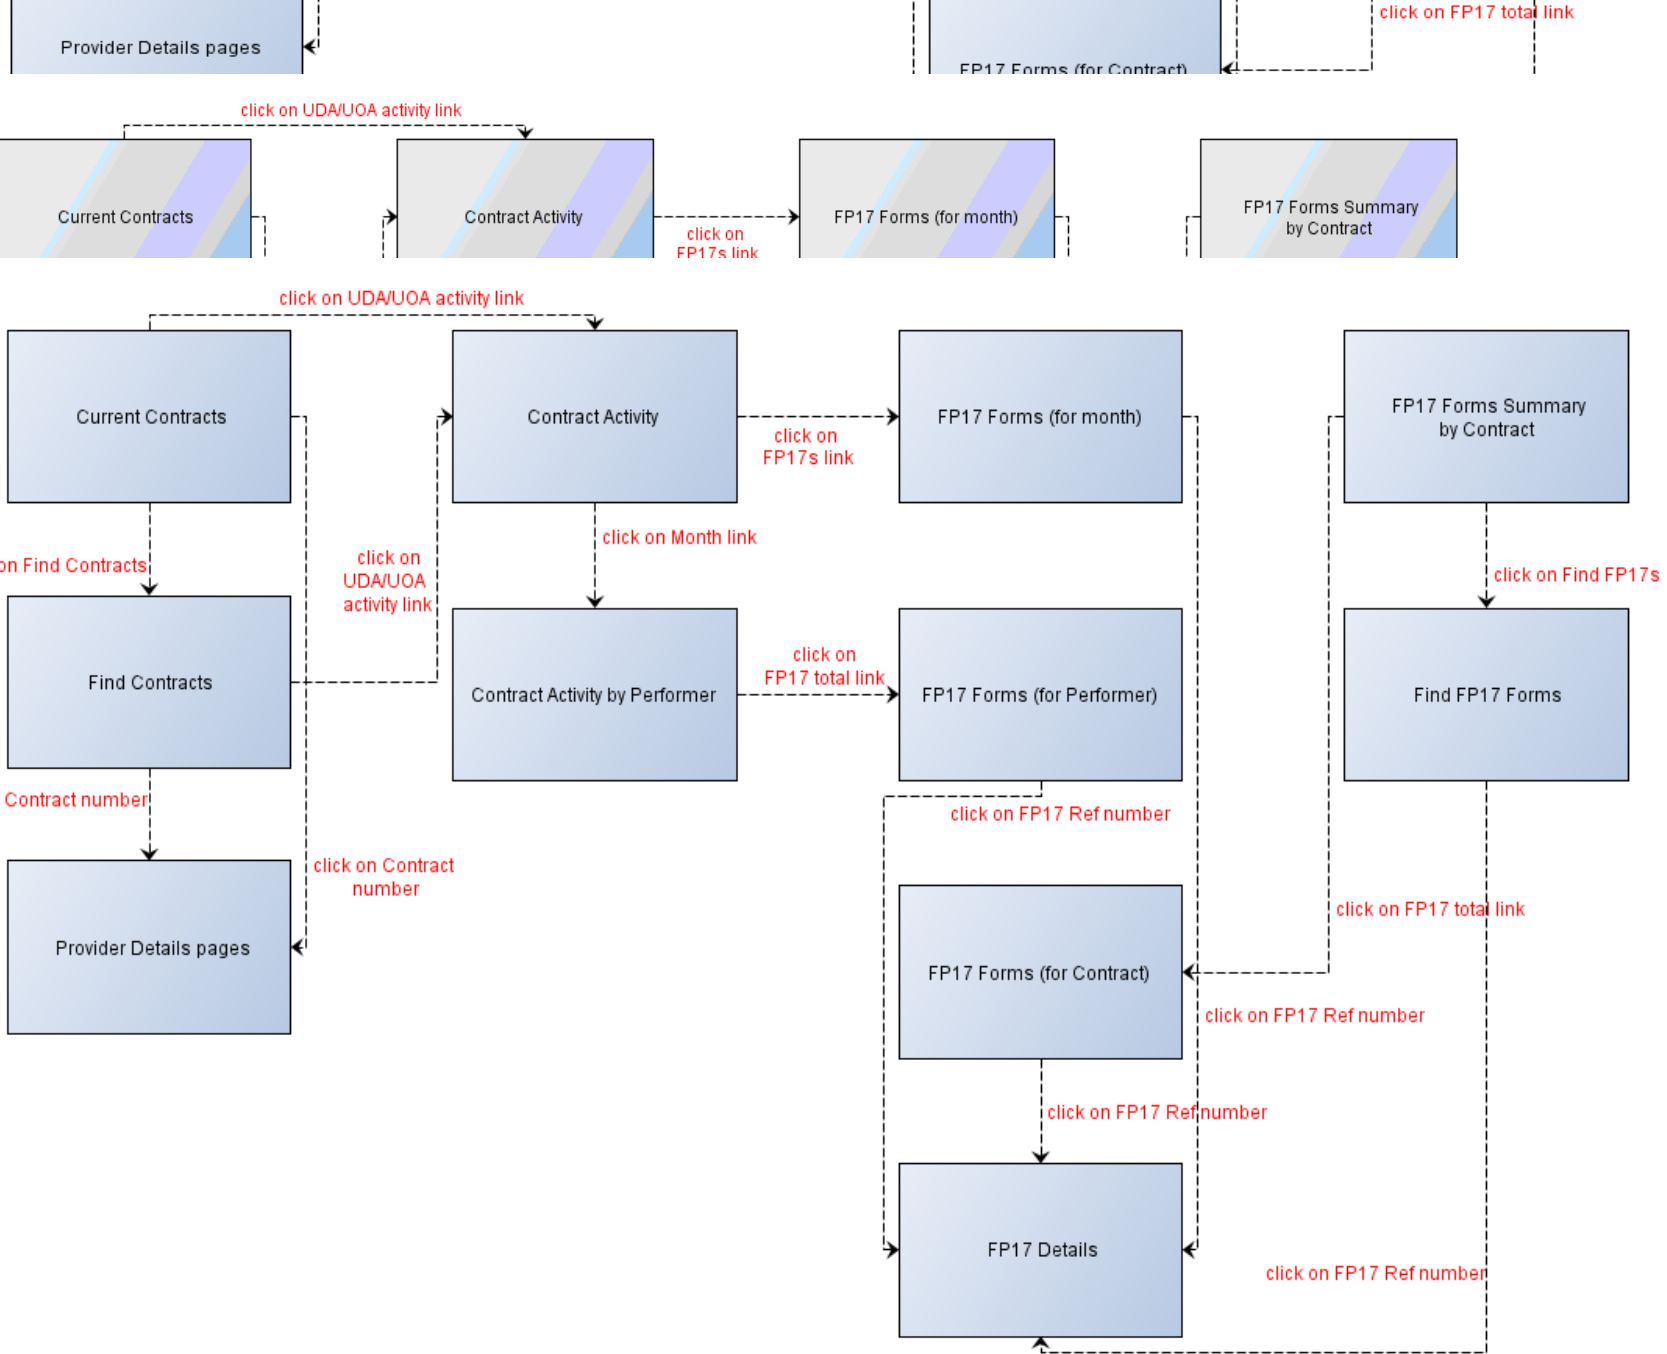 click on FP17 total link
Provider Details pages
FP17 Forms (for Contract)
click on UDA/UOA activity link
Current Contracts
Contract Activity
click on
FP17s link
FP17 Forms (for month)
FP17 Forms Summary
by Contract
click on UDA/UOA activity link
Current Contracts
Contract Activity
click on
FP17s link
FP17 Forms (for month)
FP17 Forms Summary
by Contract
on Find Contracts
click on
UDA/UOA
activity link
click on Month link
click on Find FP17s
Find Contracts
Contract Activity by Performer
click on
FP17 total link
FP17 Forms (for Performer)
Find FP17 Forms
Contract number
click on FP17 Ref number
click on Contract
number
click on FP17 total link
Provider Details pages
FP17 Forms (for Contract)
click on FP17 Ref number
click on FP17 Ref number
FP17 Details
click on FP17 Ref number